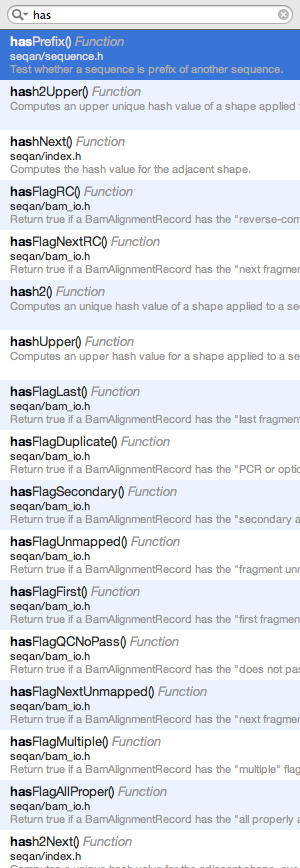 has
hasPrefix() Function
seqan/sequence.h
Test whether a sequence is prefix of another sequence.
hash2Upper() Function
Computes an upper unique hash value of a shape applied
hashNext() Function
seqan/index.h
Computes the hash value for the adjacent shape.
hasFlagRC() Function
seqan/bam_io.h
Return true if a BamAlignmentRecord has the "reverse-com
hasFlagNextRC() Function
seqan/bam_io.h
Return true if a BamAlignmentRecord has the "next fragme
hash2() Function
Computes an unique hash value of a shape applied to a se
hashUpper() Function
Computes an upper hash value for a shape applied to a se
hasFlagLast() Function
seqan/bam_io.h
Return true if a BamAlignmentRecord has the "last fragment
hasFlagDuplicate() Function
seqan/bam_io.h
Return true if a BamAlignmentRecord has the "PCR or optic
hasFlagSecondary() Function
seqan/bam_io.h
Return true if a BamAlignmentRecord has the "secondary a
hasFlagUnmapped() Function
seqan/bam_io.h
Return true if a BamAlignmentRecord has the "fragment unm
hasFlagFirst() Function
seqan/bam_io.h
Return true if a BamAlignmentRecord has the "first fragmen
hasFlagQCNoPass() Function
seqan/bam_io.h
Return true if a BamAlignmentRecord has the "does not pas
hasFlagNextUnmapped() Function
seqan/bam_io.h
Return true if a BamAlignmentRecord has the "next fragme
hasFlagMultiple() Function
seqan/bam_io.h
Return true if a BamAlignmentRecord has the "multiple" flag
hasFlagAllProper() Function
seqan/bam_io.h
Return true if a BamAlignmentRecord has the "all properly a
hash2Next() Function
seqan/index.h